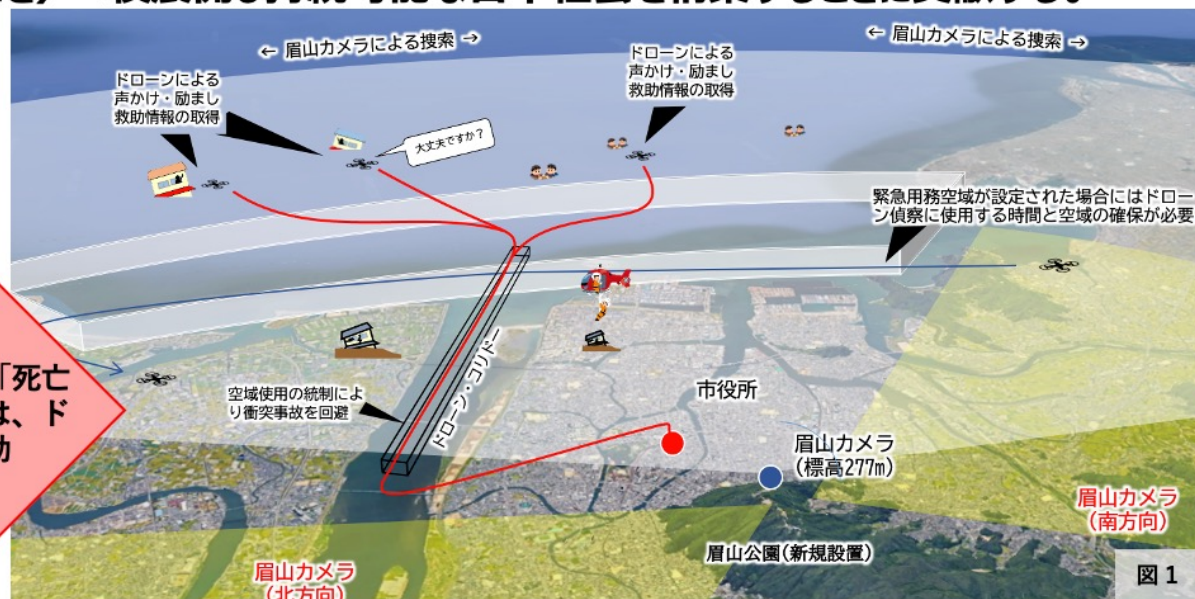 ← 眉山カメラによる捜索 →
← 眉山カメラによる捜索 →
ドローンによる
声かけ・励まし
救助情報の取得
ドローンによる
声かけ・励まし
救助情報の取得
大丈夫ですか？
緊急用務空域が設定された場合にはドロー
ン偵察に使用する時間と空域の確保が必要
「死亡
は、ド
空域使用の統制によ
り衝突事故を回避
ドローン・コリドー
市役所
眉山カメラ
(標高277m)
眉山カメラ
(南方向)
眉山公園(新規設置)
眉山カメラ
(北方向)
図1